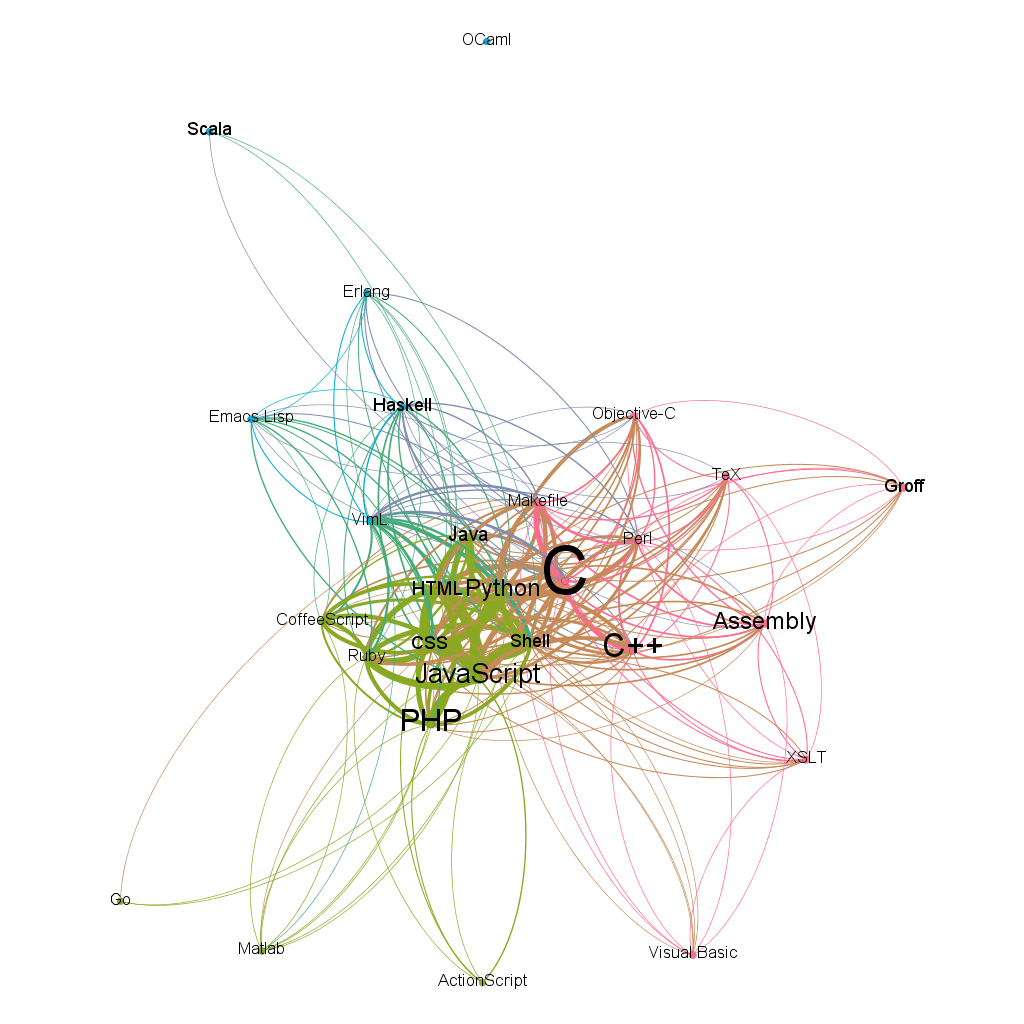 OCaml
Scala
Erlang
Haskell
Emacs Lisp
Objective-C
TeX
Groff
Makefile
VimL
Java
Perl
C
HTML
Python
CoffeeScript
Assembly
CSS
Shell
C++
Ruby
JavaScript
PHP
XSLT
Go
Matlab
Visual Basic
ActionScript